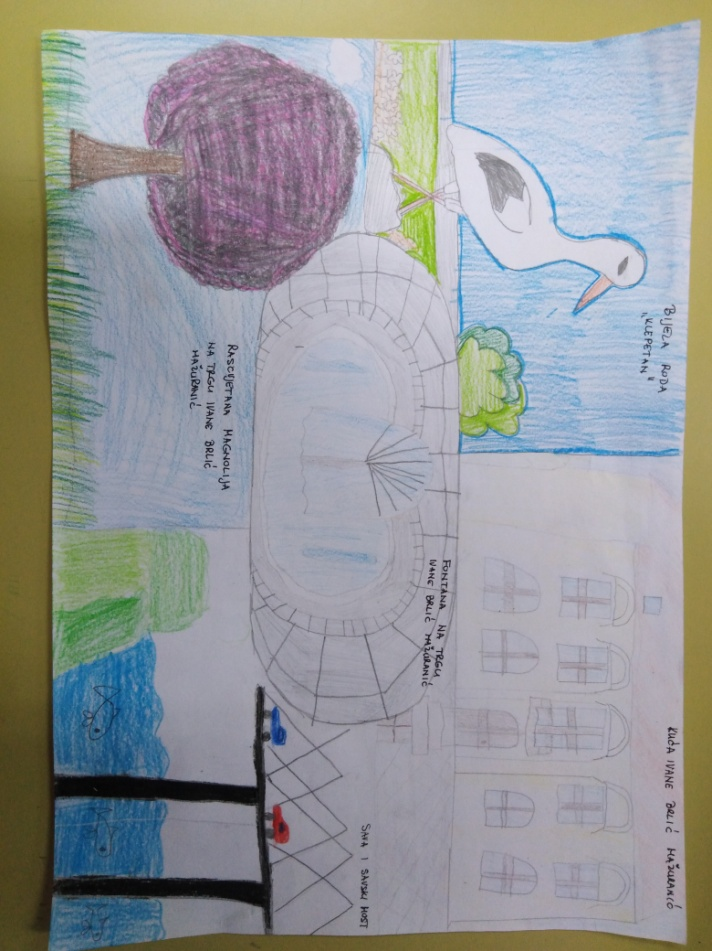 BIJELA RODA
„KLEPETAN"
KUĆA IVANE BRLIĆ MAŽURANIĆ
FONTANA NA TRGU
IVANE BRLIĆ MAŽURANIĆ
SAVA I SAVSKI MOST
RASCVJETANA MAGNOLIJA
NA TRGU IVANE BRLIĆ
MAŽURANIĆ